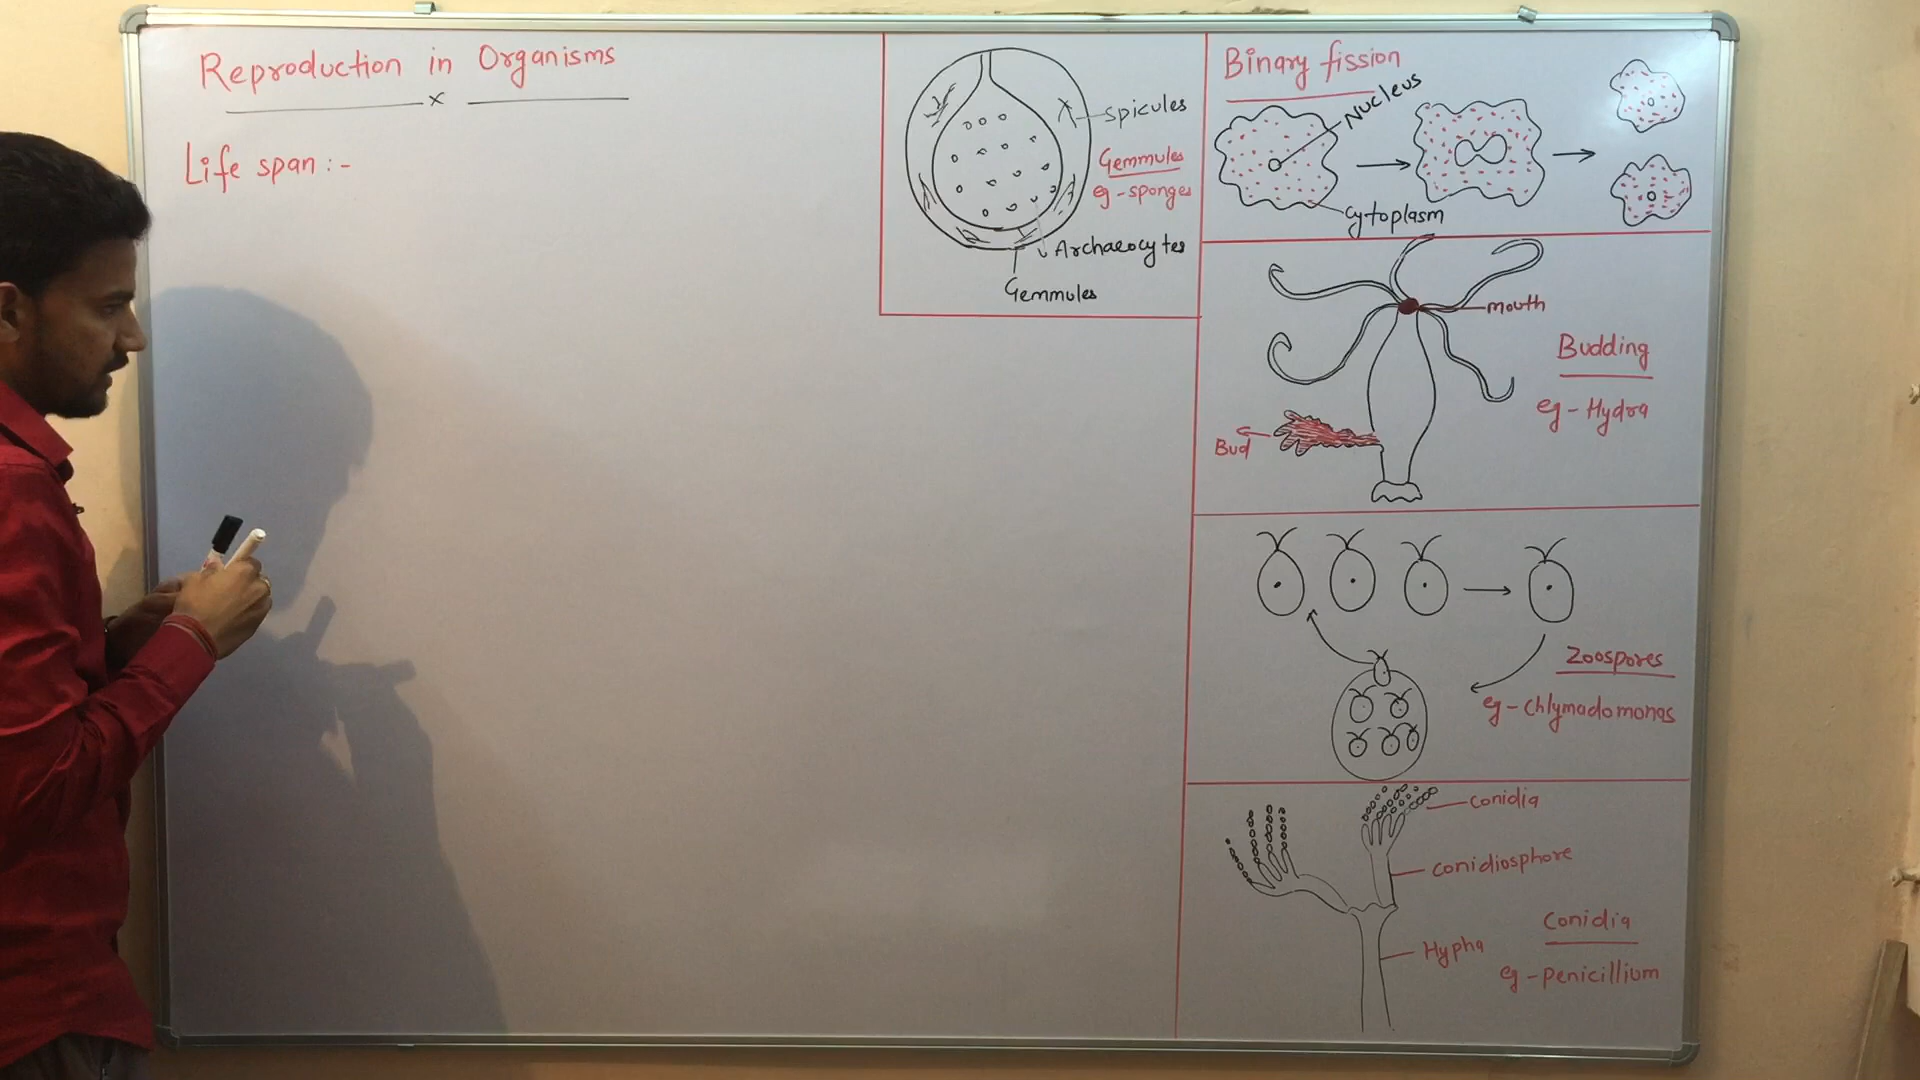 Reproduction in Organisms
x
Life span :-
Spicules
Gemmules
eg - sponges
Archaeocytes
Gemmules
Binary fission
Nucleus
Cytoplasm
mouth
Budding
eg - Hydra
Bud
Zoospores
eg - chlymadomonas
Conidia
Conidiosphore
Hypha
Conidia
eg - penicillium